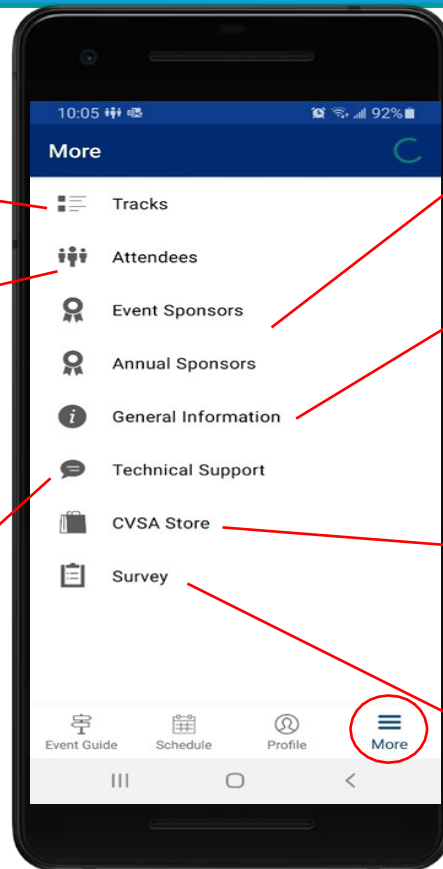 10:05 92%
More
Tracks
Attendees
Event Sponsors
Annual Sponsors
General Information
Technical Support
CVSA Store
Survey
Event Guide Schedule Profile More